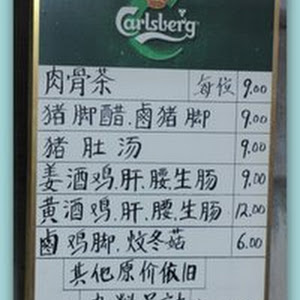 Carlsberg
肉骨茶 每位 9.00
猪脚醋.卤猪脚 9.00
猪肚汤 9.00
姜酒鸡.肝.腰生肠 9.00
黄酒鸡.肝.腰.生肠 12.00
卤鸡脚.炆冬菇 6.00
其他原价依旧